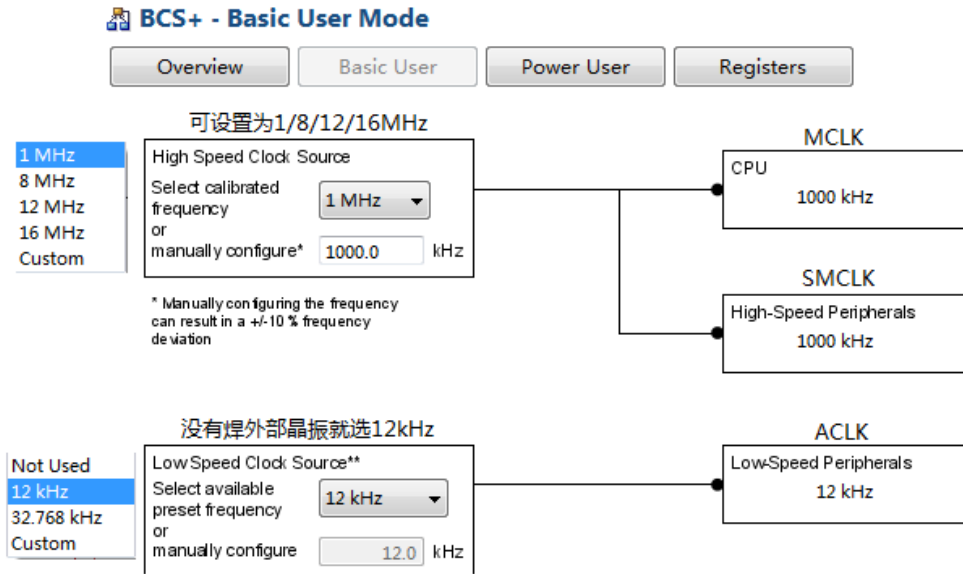 BCS+ - Basic User Mode
Overview
Basic User
Power User
Registers
可设置为1/8/12/16MHz
1 MHz
8 MHz
12 MHz
16 MHz
Custom
High Speed Clock Source
Select calibrated
frequency
or
manually configure*
1 MHz
1000.0
kHz
* Manually configuring the frequency
can result in a +/-10 % frequency
deviation
MCLK
CPU
1000 kHz
SMCLK
High-Speed Peripherals
1000 kHz
没有焊外部晶振就选12kHz
Not Used
12 kHz
32.768 kHz
Custom
Low Speed Clock Source**
Select available
preset frequency
or
manually configure
12 kHz
12.0
kHz
ACLK
Low-Speed Peripherals
12 kHz